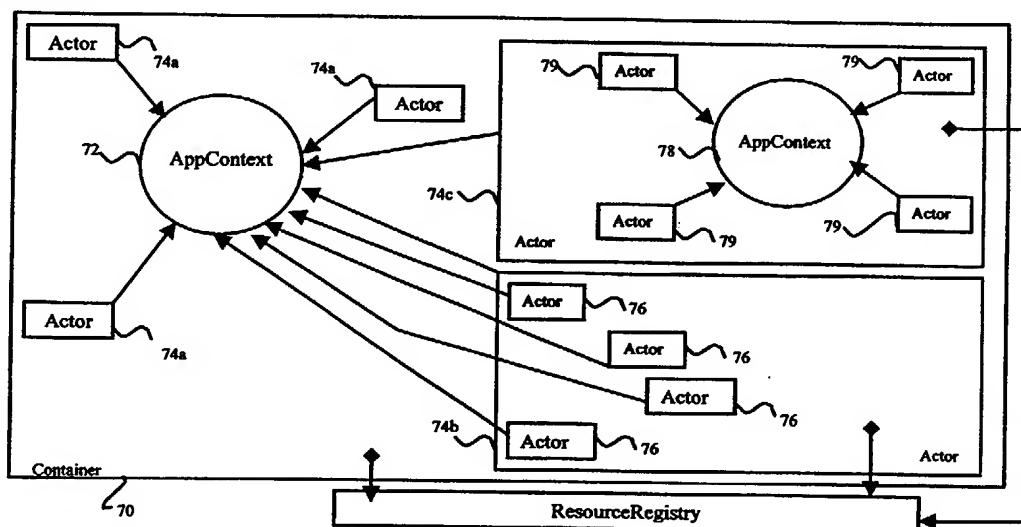 Actor
74a
74a
Actor
72
AppContext
Actor
74a
79
Actor
79
Actor
78
AppContext
74c
Actor
79
79
Actor
Actor
Actor
76
Actor
76
Actor
76
74b
Actor
76
Actor
Container
70
ResourceRegistry